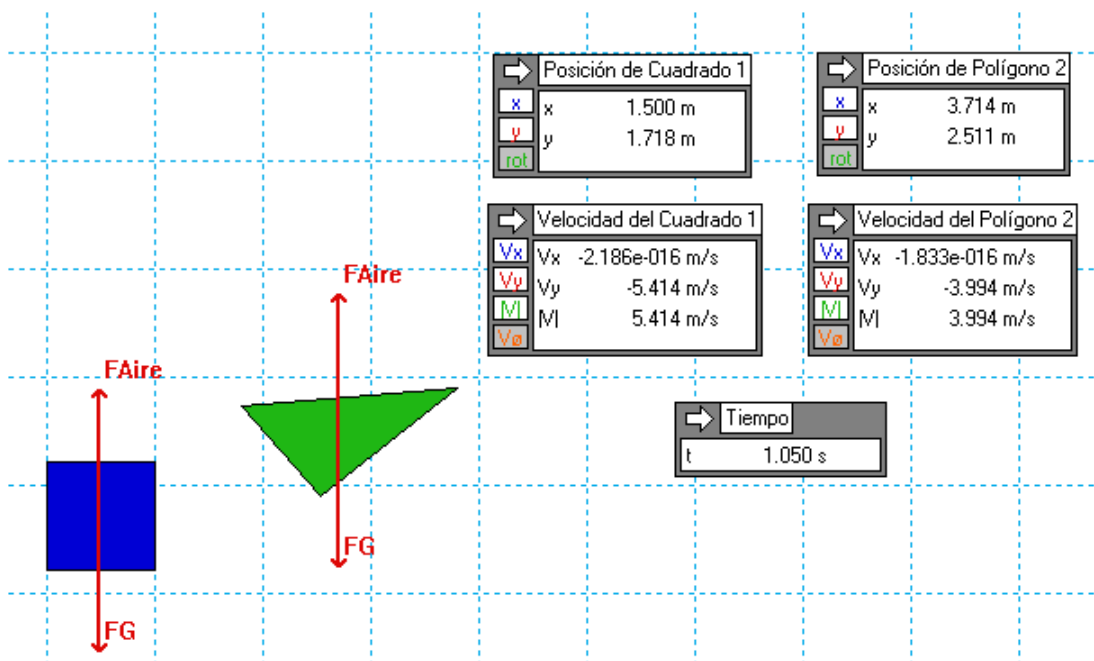 Posición de Cuadrado 1
x
x 1.500 m
y
y 1.718 m
rot
Posición de Polígono 2
x
x 3.714 m
y
y 2.511 m
rot
Velocidad del Cuadrado 1
Vx
Vx -2.186e-016 m/s
Vy
Vy -5.414 m/s
|V|
|V| 5.414 m/s
Vø
Velocidad del Polígono 2
Vx
Vx -1.833e-016 m/s
Vy
Vy -3.994 m/s
|V|
|V| 3.994 m/s
Vø
FAire
FAire
Tiempo
t 1.050 s
FG
FG